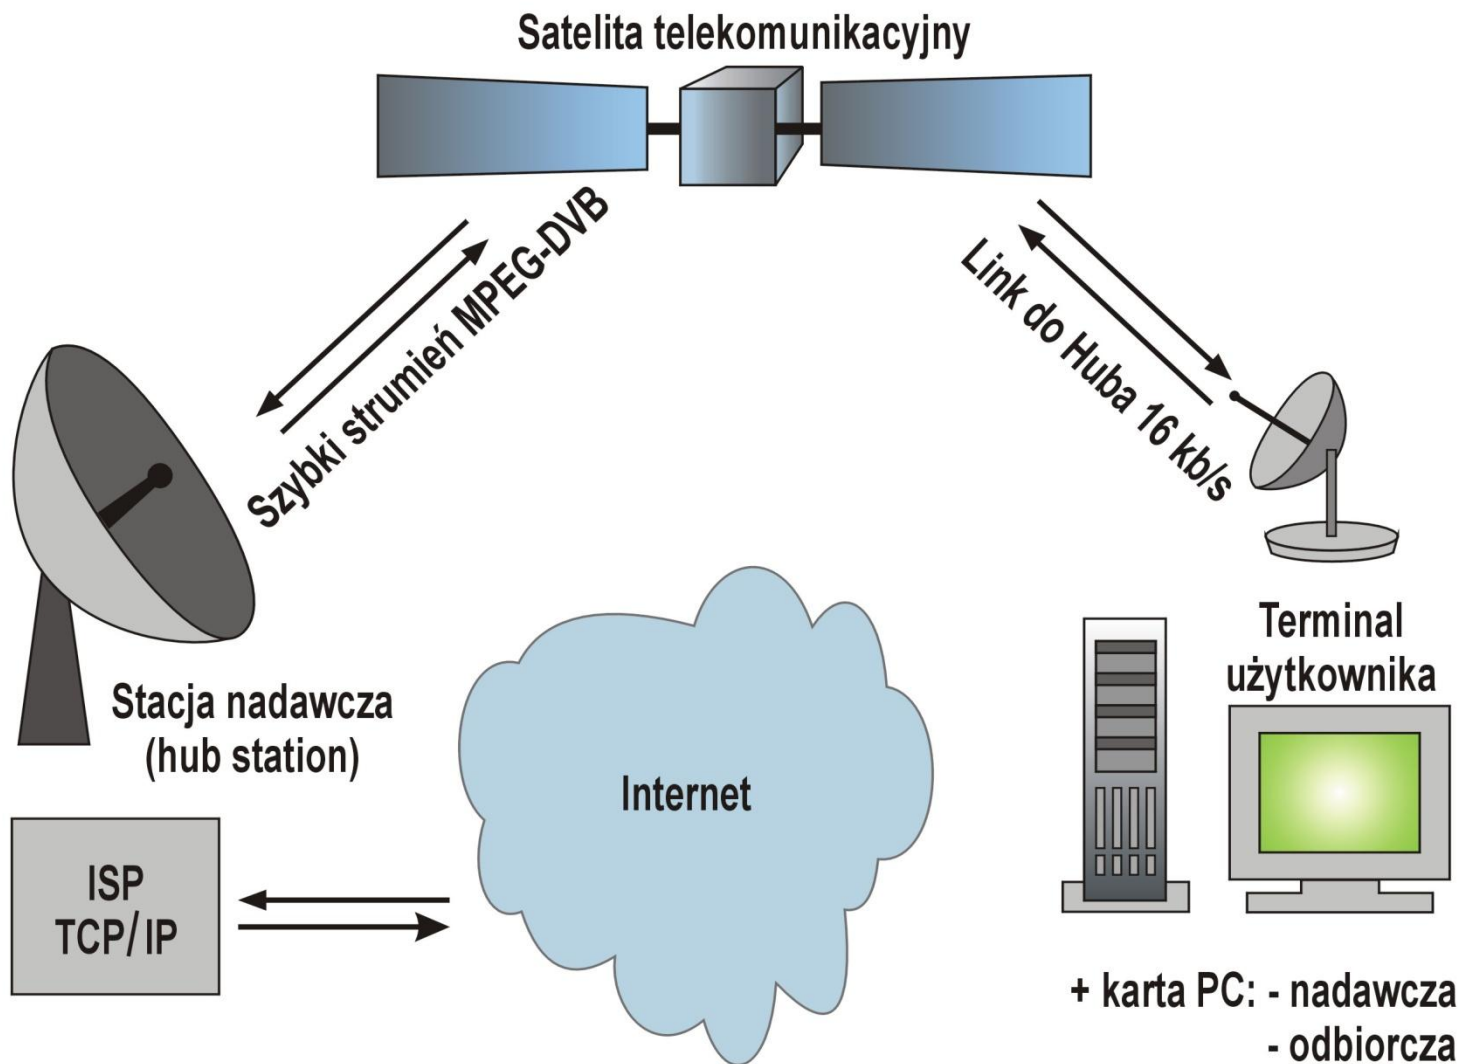 Satelita telekomunikacyjny
Szybki strumień MPEG-DVB
Link do Huba 16 kb/s
Stacja nadawcza
(hub station)
ISP
TCP/IP
Internet
Terminal
użytkownika
+ karta PC: - nadawcza
- odbiorcza